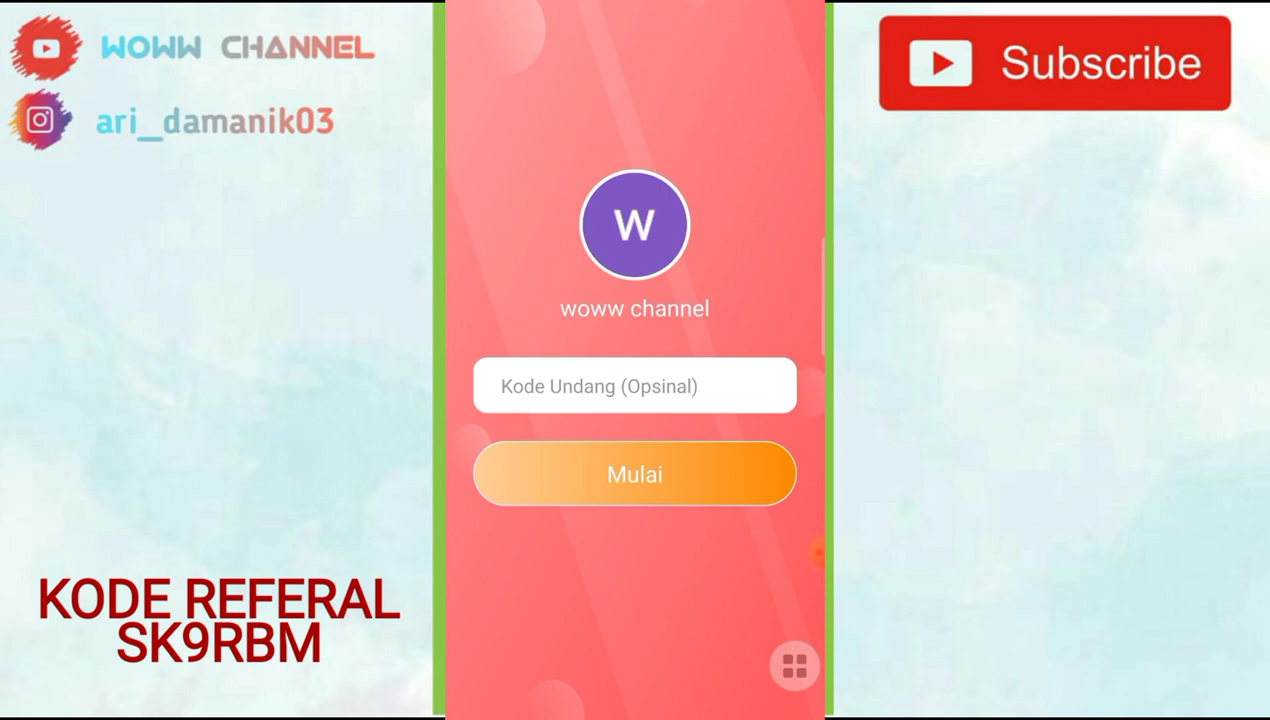 WOWW CHANNEL
ari_damanik03
Subscribe
W
woww channel
Kode Undang (Opsinal)
Mulai
KODE REFERAL
SK9RBM